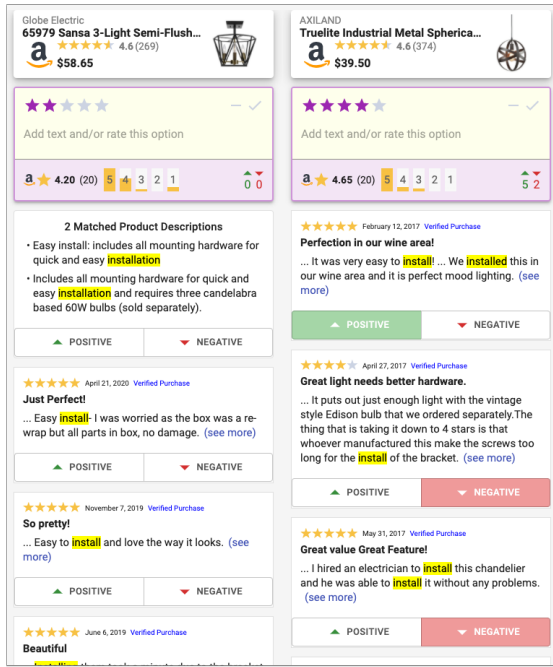 Globe Electric
65979 Sansa 3-Light Semi-Flush...
4.6 (269)
$58.65
Add text and/or rate this option
4.20 (20) 5 4 3 2 1
0 0
2 Matched Product Descriptions
• Easy install: includes all mounting hardware for
quick and easy installation
• Includes all mounting hardware for quick and
easy installation and requires three candelabra
based 60W bulbs (sold separately).
POSITIVE NEGATIVE
April 21, 2020 Verified Purchase
Just Perfect!
... Easy install- I was worried as the box was a re-
wrap but all parts in box, no damage. (see more)
POSITIVE NEGATIVE
November 7, 2019 Verified Purchase
So pretty!
... Easy to install and love the way it looks. (see
more)
POSITIVE NEGATIVE
June 6, 2019 Verified Purchase
Beautiful
AXILAND
Truelite Industrial Metal Spherica...
4.6 (374)
$39.50
Add text and/or rate this option
4.65 (20) 5 4 3 2 1
5 2
February 12, 2017 Verified Purchase
Perfection in our wine area!
... It was very easy to install! ... We installed this in
our wine area and it is perfect mood lighting. (see
more)
POSITIVE NEGATIVE
April 27, 2017 Verified Purchase
Great light needs better hardware.
... It puts out just enough light with the vintage
style Edison bulb that we ordered separately.The
thing that is taking it down to 4 stars is that
whoever manufactured this make the screws too
long for the install of the bracket. (see more)
POSITIVE NEGATIVE
May 31, 2017 Verified Purchase
Great value Great Feature!
... I hired an electrician to install this chandelier
and he was able to install it without any problems.
(see more)
POSITIVE NEGATIVE